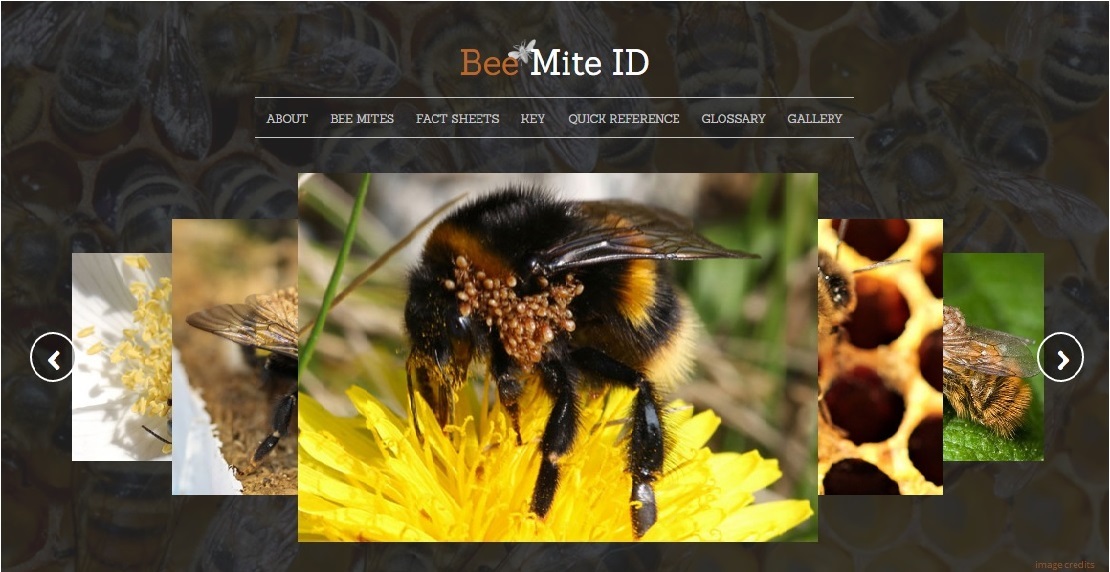 Bee Mite ID
ABOUT BEE MITES FACT SHEETS KEY QUICK REFERENCE GLOSSARY GALLERY
image credits